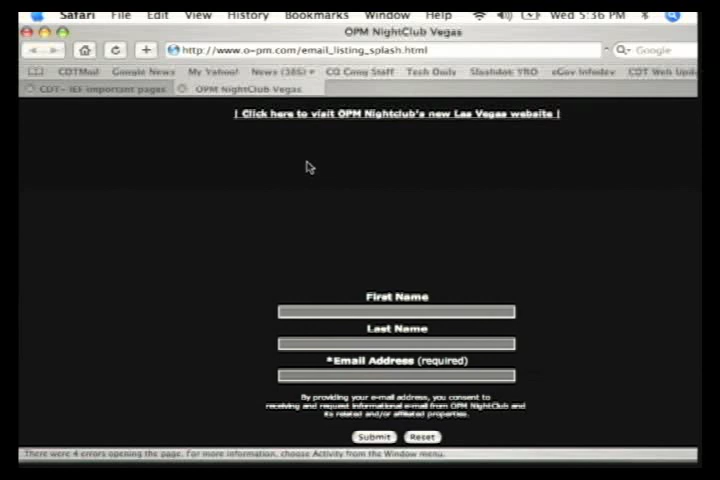 Safari File Edit View History Bookmarks Window Help Wed 5:36 PM
OPM NightClub Vegas
http://www.o-pm.com/email_listing_splash.html Google
CDTMail Google News My Yahoo! News (385) CQ Cong Staff Tech Daily Slashdot YRO eGov Infodev CDT Web Upda
CDT- IEF important pages OPM NightClub Vegas
| Click here to visit OPM Nightclub's new Las Vegas website |
First Name
Last Name
*Email Address (required)
By providing your e-mail address, you consent to
receiving and request informational e-mail from OPM NightClub and
its related and/or affiliated properties.
Submit Reset
There were 4 errors opening the page. For more information, choose Activity from the Window menu.